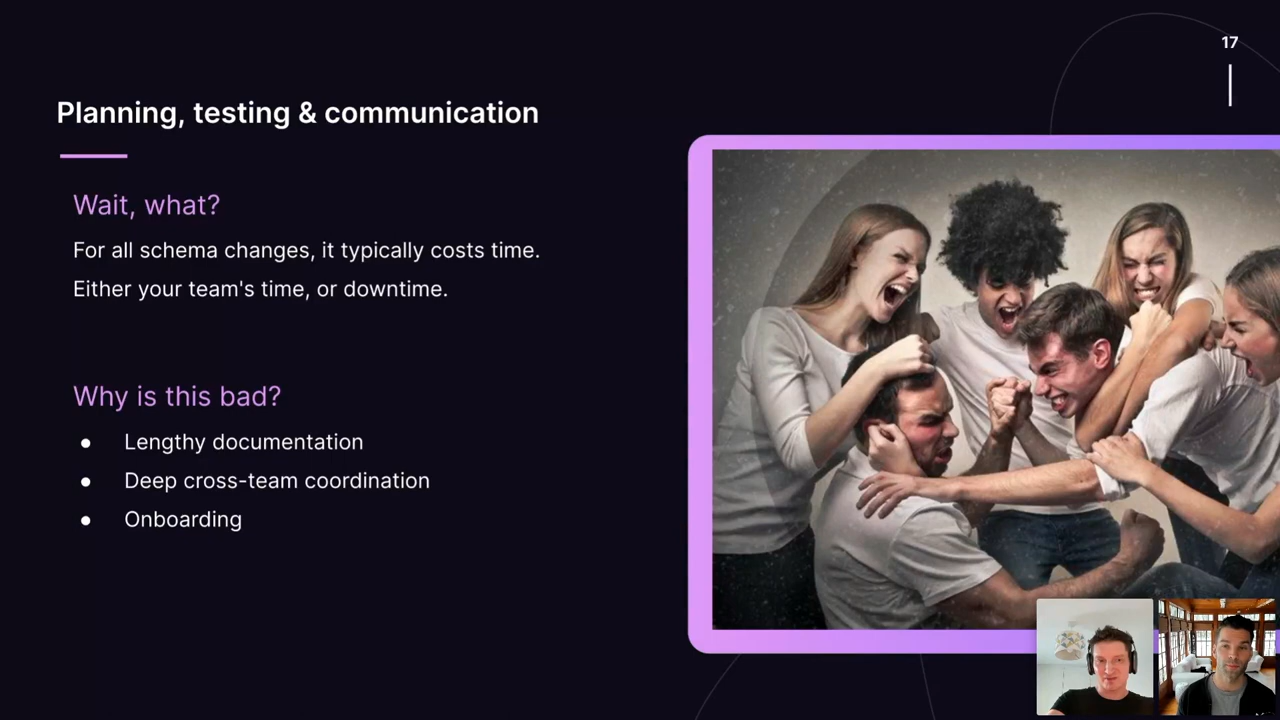 17
Planning, testing & communication
Wait, what?
For all schema changes, it typically costs time.
Either your team's time, or downtime.
Why is this bad?
● Lengthy documentation
● Deep cross-team coordination
● Onboarding